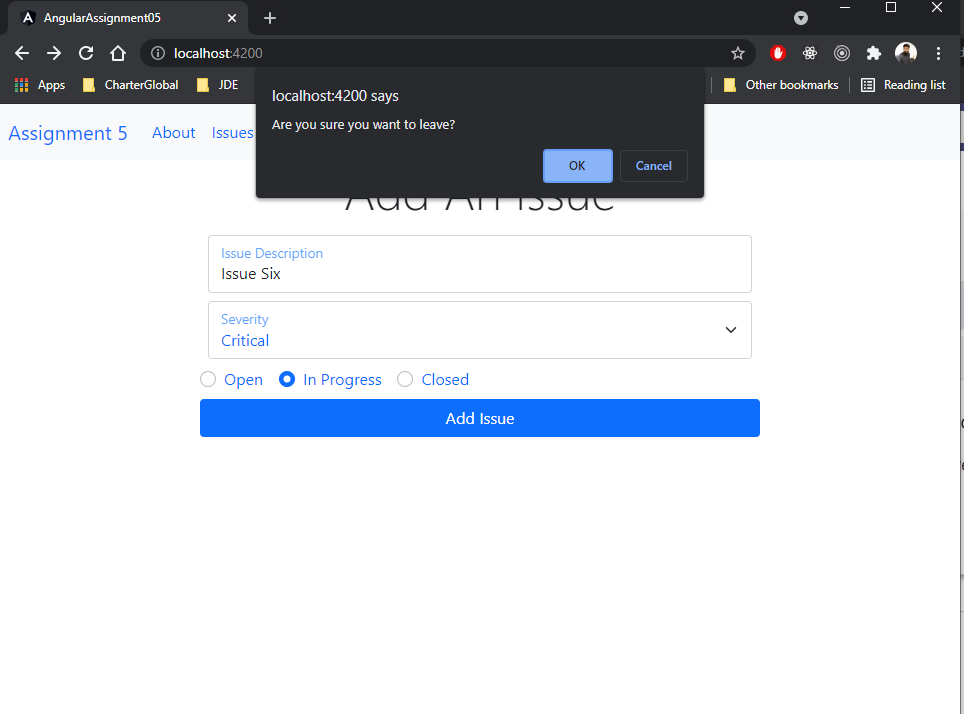 AngularAssignment05
localhost:4200
Apps CharterGlobal JDE Other bookmarks Reading list
localhost:4200 says
Are you sure you want to leave?
OK Cancel
Assignment 5 About Issues
Add An Issue
Issue Description
Issue Six
Severity
Critical
Open In Progress Closed
Add Issue